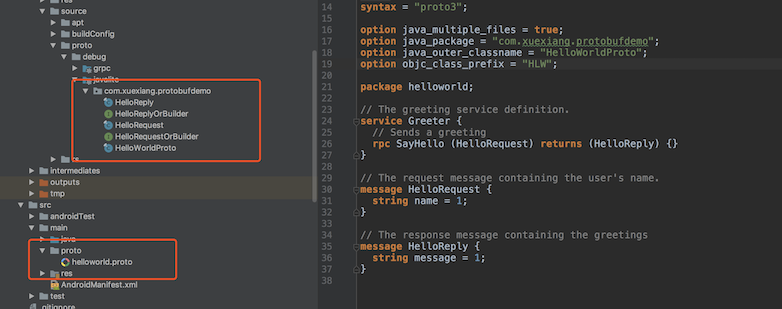 res
source
apt
buildConfig
proto
debug
grpc
javalite
com.xuexiang.protobufdemo
HelloReply
HelloReplyOrBuilder
HelloRequest
HelloRequestOrBuilder
HelloWorldProto
rs
intermediates
outputs
tmp
src
androidTest
main
java
proto
helloworld.proto
res
AndroidManifest.xml
test
.gitignore
14 syntax = "proto3";
15
16 option java_multiple_files = true;
17 option java_package = "com.xuexiang.protobufdemo";
18 option java_outer_classname = "HelloWorldProto";
19 option objc_class_prefix = "HLW";
20
21 package helloworld;
22
23 // The greeting service definition.
24 service Greeter {
25 // Sends a greeting
26 rpc SayHello (HelloRequest) returns (HelloReply) {}
27 }
28
29 // The request message containing the user's name.
30 message HelloRequest {
31 string name = 1;
32 }
33
34 // The response message containing the greetings
35 message HelloReply {
36 string message = 1;
37 }
38